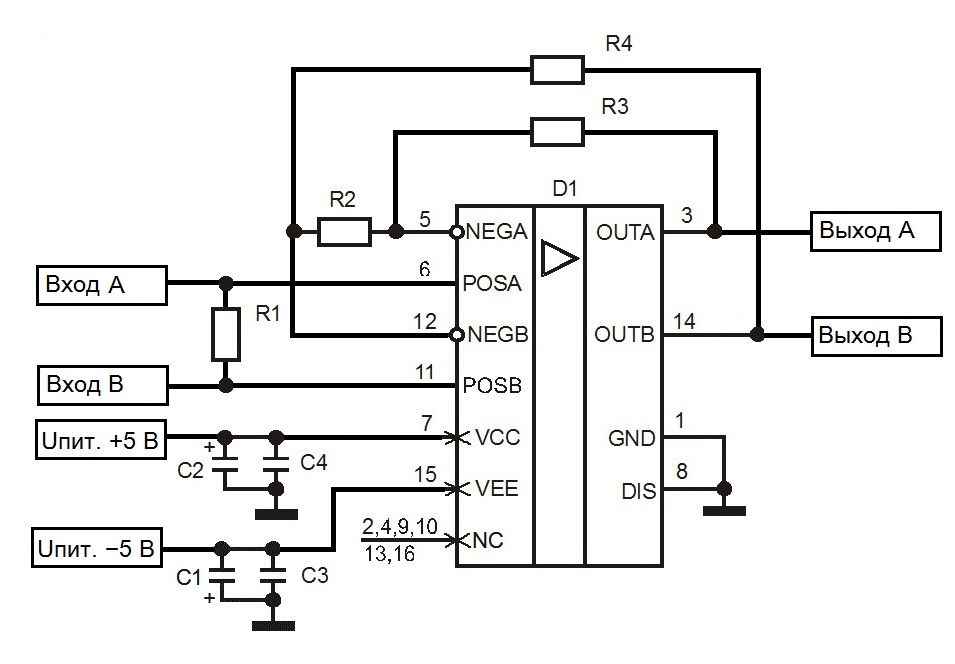 R4
R3
D1
R2
5
NEGA
OUTA
3
Выход А
6
POSA
Вход А
R1
12
NEGB
OUTB
14
Выход В
11
POSB
Вход В
7
VCC
GND
1
Uпит. +5 В
+
C2
C4
15
VEE
DIS
8
2,4,9,10
NC
13,16
Uпит. −5 В
C1
C3
+